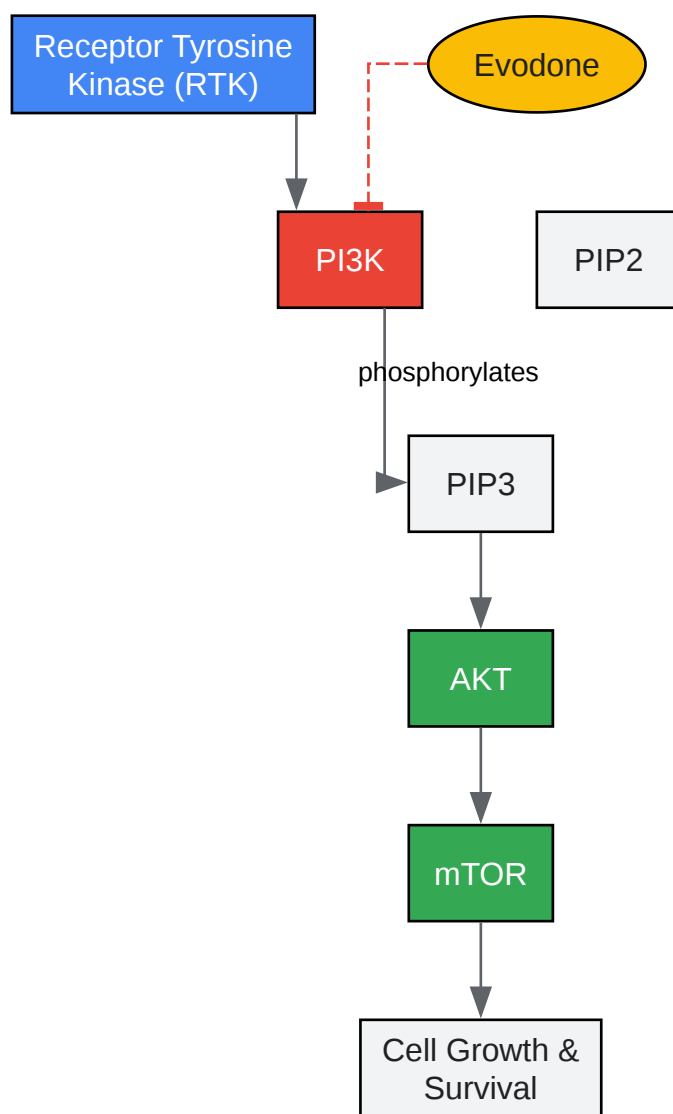 Receptor Tyrosine
Kinase (RTK)
Evodone
PI3K
PIP2
phosphorylates
PIP3
AKT
mTOR
Cell Growth &
Survival